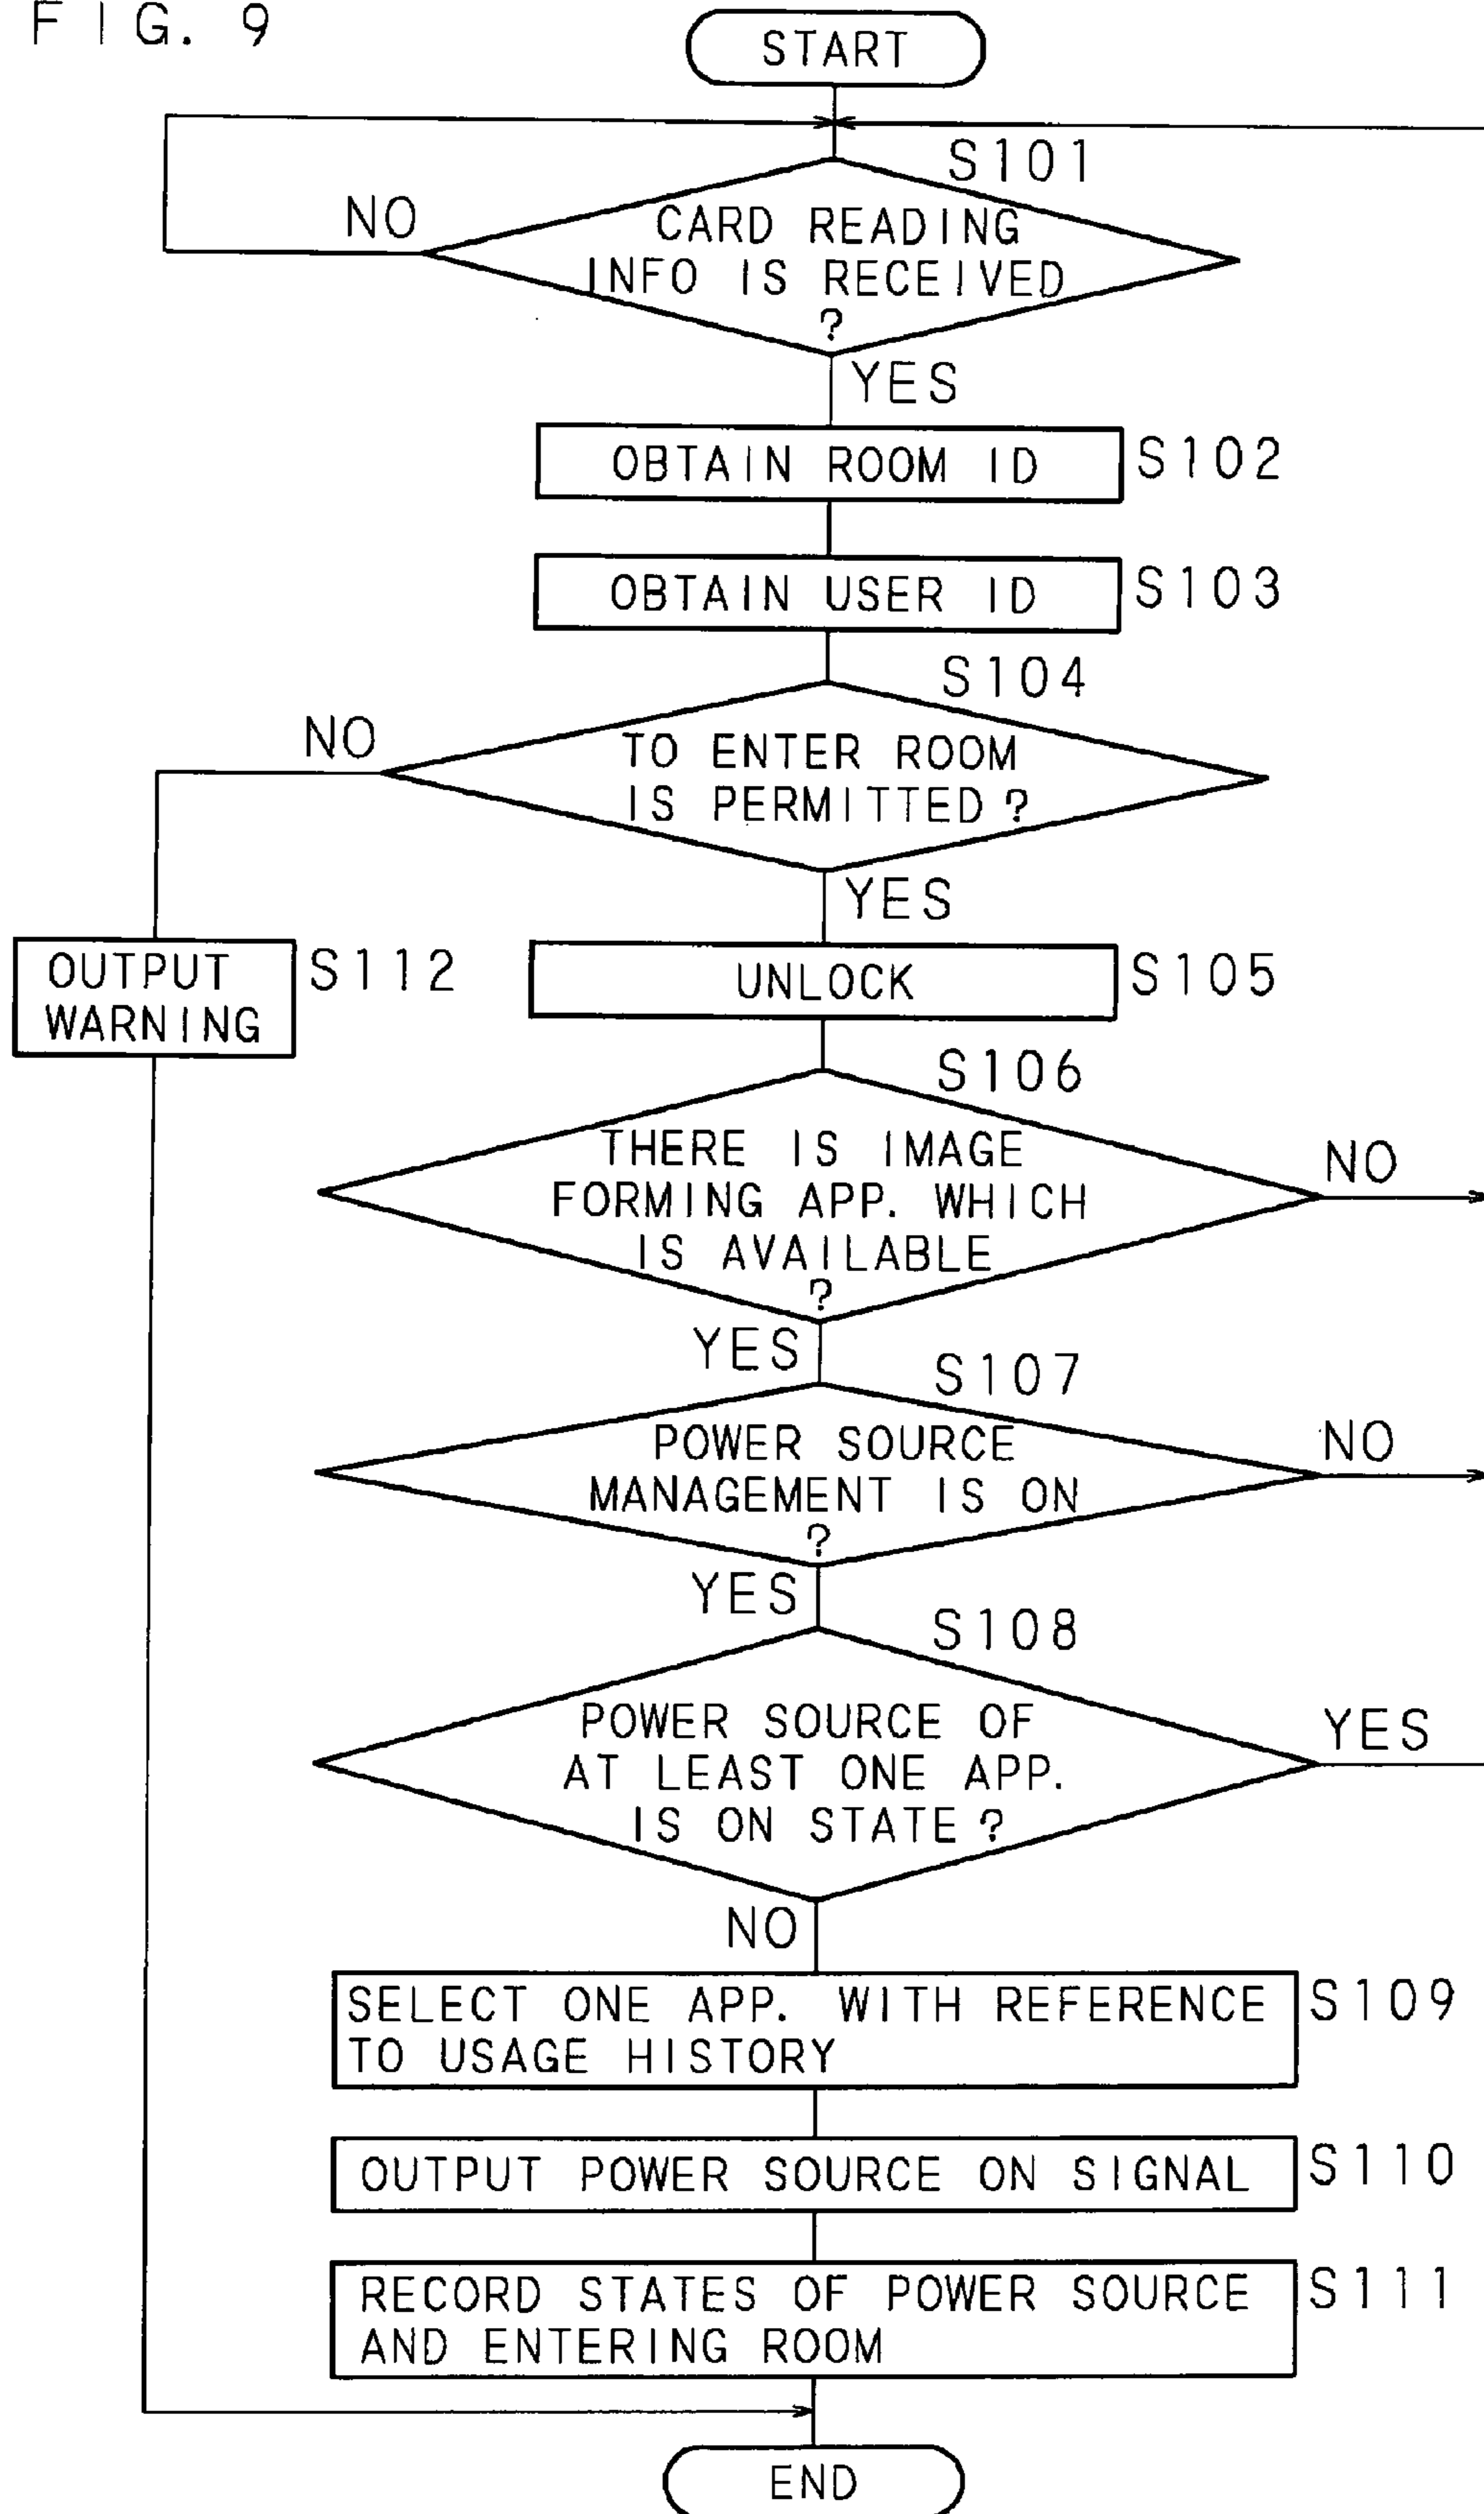 FIG. 9
START
S101
NO
CARD READING
INFO IS RECEIVED
?
YES
OBTAIN ROOM ID
S102
OBTAIN USER ID
S103
S104
NO
TO ENTER ROOM
IS PERMITTED?
YES
OUTPUT
WARNING
S112
UNLOCK
S105
S106
THERE IS IMAGE
FORMING APP. WHICH
IS AVAILABLE
?
NO
YES
S107
POWER SOURCE
MANAGEMENT IS ON
?
NO
YES
S108
POWER SOURCE OF
AT LEAST ONE APP.
IS ON STATE?
YES
NO
SELECT ONE APP. WITH REFERENCE
TO USAGE HISTORY
S109
OUTPUT POWER SOURCE ON SIGNAL
S110
RECORD STATES OF POWER SOURCE
AND ENTERING ROOM
S111
END